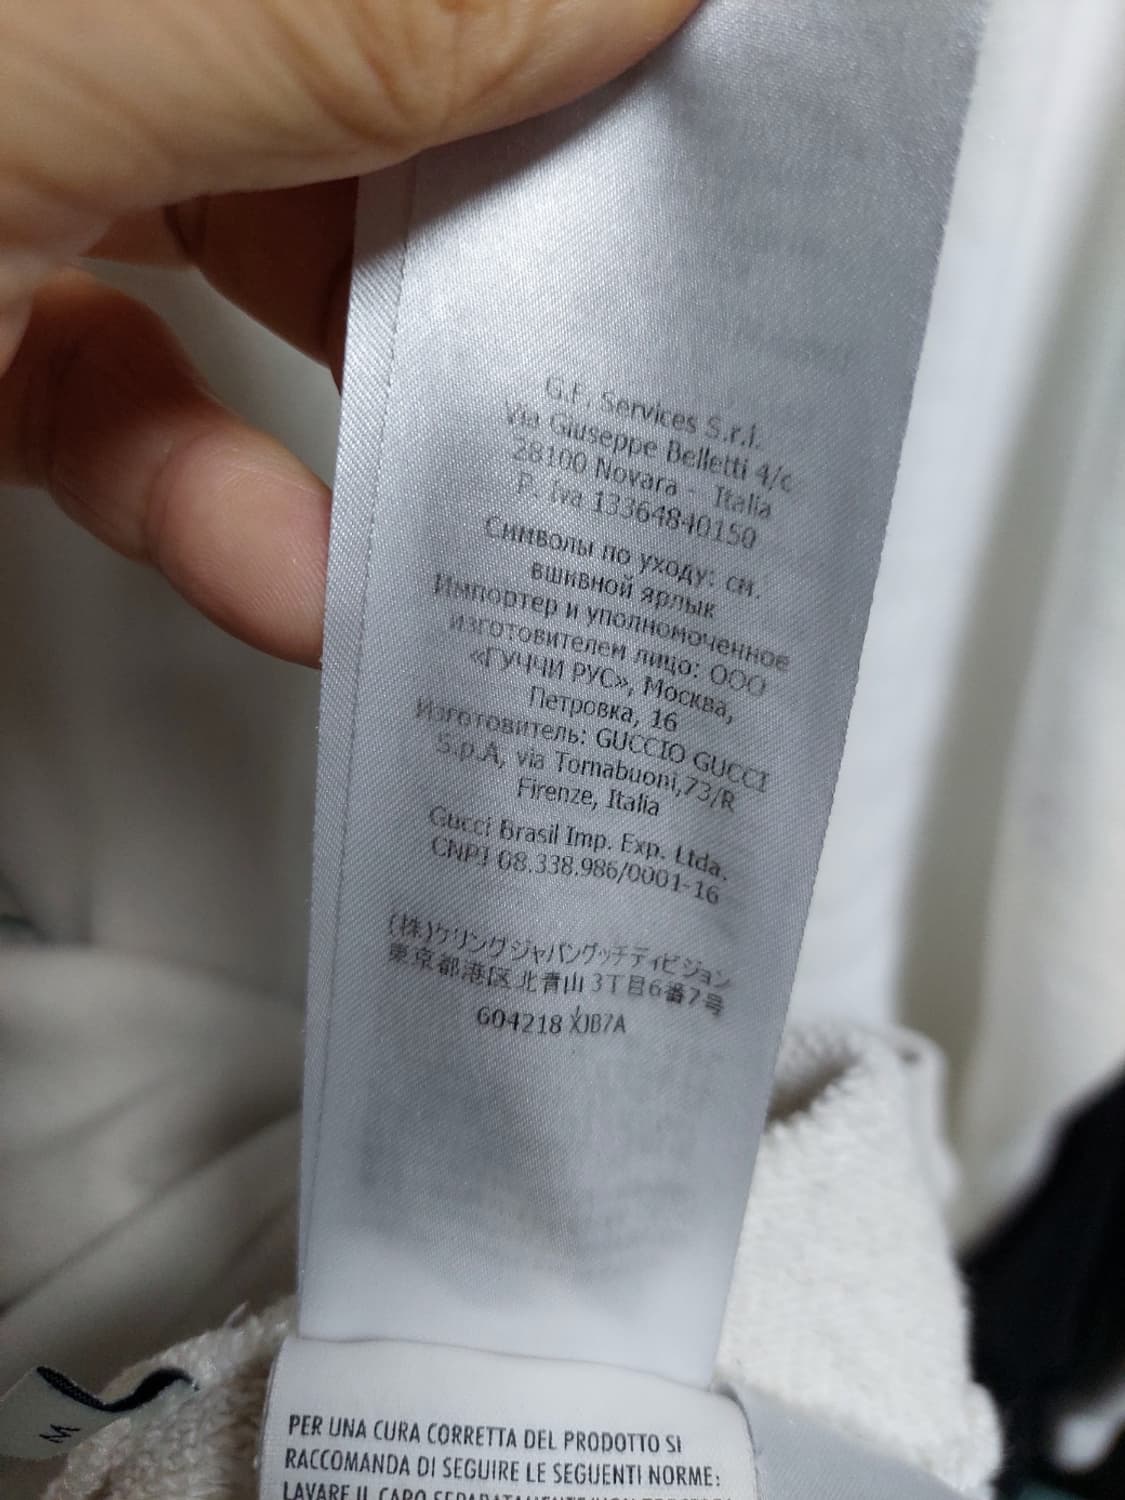 G.F. Services S.r.l.
Via Giuseppe Belletti 4/c
28100 Novara - Italia
P. Iva 13364840150
Символы по уходу: см.
вшивной ярлык
Импортер и уполномоченное
изготовителем лицо: ООО
«ГУЧЧИ РУС», Москва,
Петровка, 16
Изготовитель: GUCCIO GUCCI
S.p.A, via Tornabuoni,73/R
Firenze, Italia
Gucci Brasil Imp. Exp. Ltda.
CNPJ 08.338.986/0001-16
(株)ケリングジャパングッチディビジョン
東京都港区北青山3丁目6番7号
604218 XJB7A
M
PER UNA CURA CORRETTA DEL PRODOTTO SI
RACCOMANDA DI SEGUIRE LE SEGUENTI NORME:
LAVARE IL CAPO SEPARATAMENTE